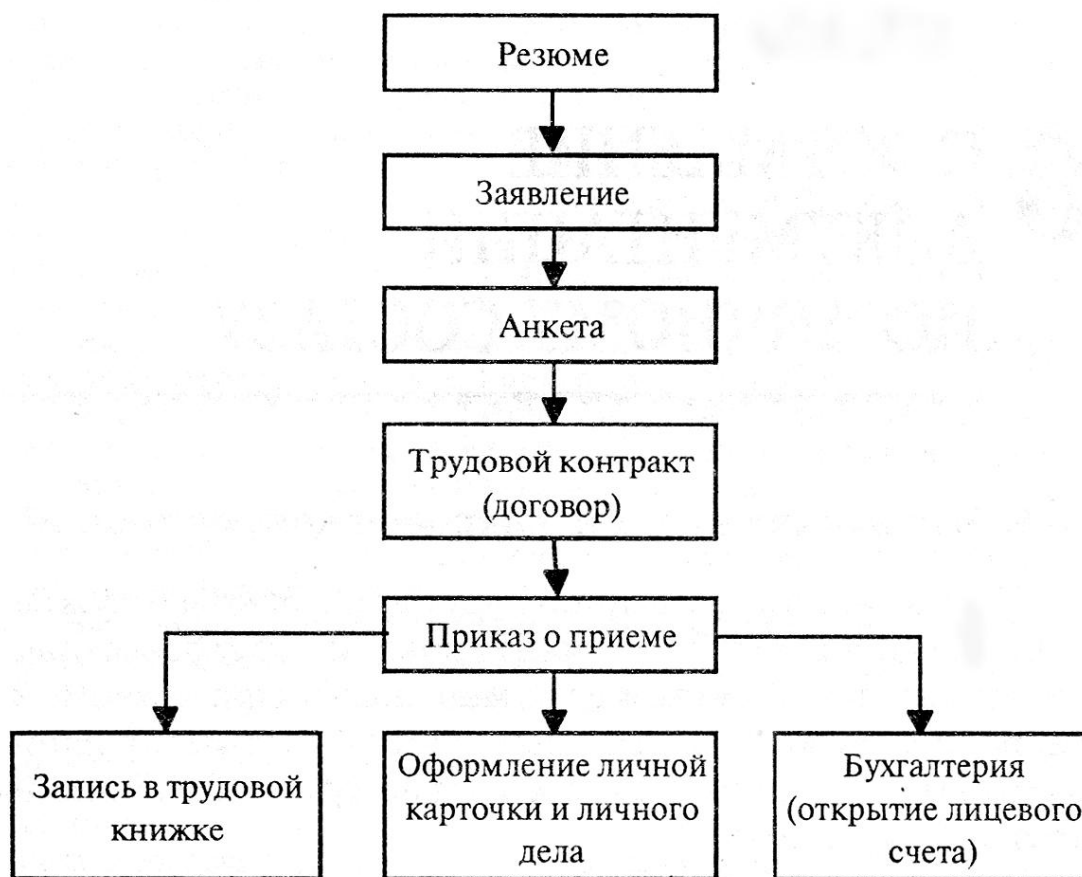 Резюме
Заявление
Анкета
Трудовой контракт
(договор)
Приказ о приеме
Запись в трудовой
книжке
Оформление личной
карточки и личного
дела
Бухгалтерия
(открытие лицевого
счета)